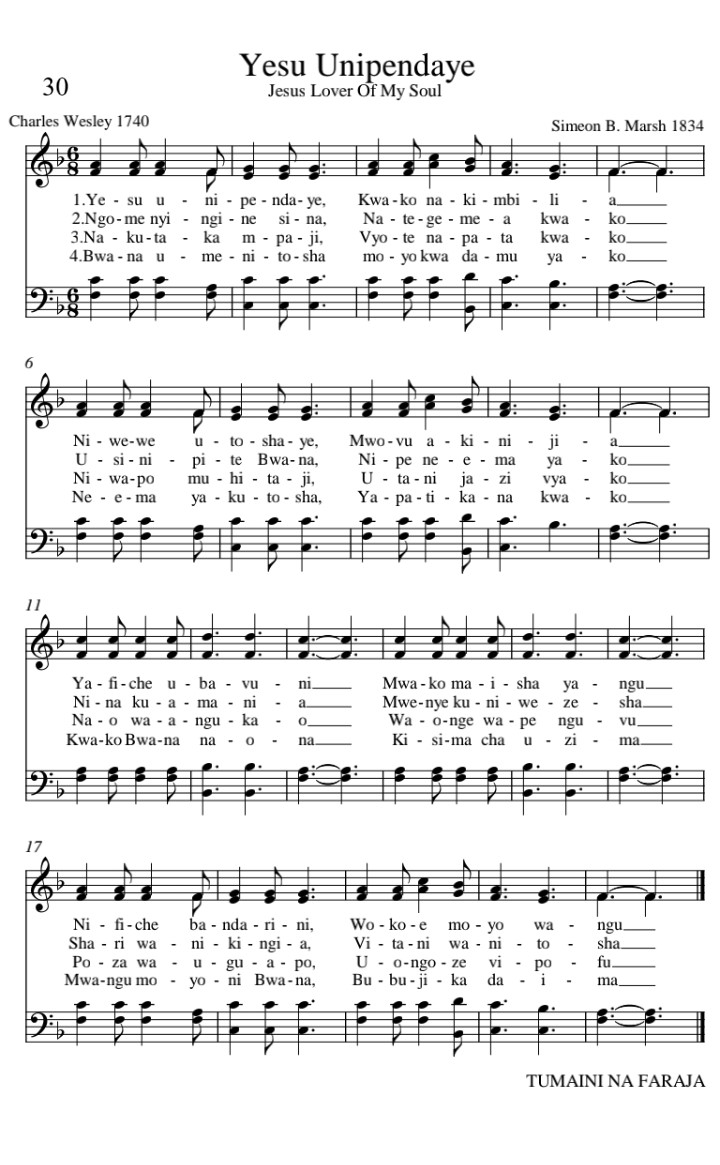 Yesu Unipendaye
30
Jesus Lover Of My Soul
Charles Wesley 1740
Simeon B. Marsh 1834
1.Ye - su u - ni - pe - nda - ye, Kwa - ko na - ki - mbi - li - a
2.Ngo - me nyi - ngi - ne si - na, Na - te - ge - me - a kwa - ko
3.Na - ku - ta - ka m - pa - ji, Vyo - te na - pa - ta kwa - ko
4.Bwa - na u - me - ni - to - sha mo - yo kwa da - mu ya - ko
6
Ni - we - we u - to - sha - ye, Mwo - vu a - ki - ni - ji - a
U - si - ni - pi - te Bwa - na, Ni - pe ne - e - ma ya - ko
Ni - wa - po mu - hi - ta - ji, U - ta - ni ja - zi vya - ko
Ne - e - ma ya - ku - to - sha, Ya - pa - ti - ka - na kwa - ko
11
Ya - fi - che u - ba - vu - ni Mwa - ko ma - i - sha ya - ngu
Ni - na ku - a - ma - ni - a Mwe - nye ku - ni - we - ze - sha
Na - o wa - a - ngu - ka - o Wa - o - nge wa - pe ngu - vu
Kwa - ko Bwa - na na - o - na Ki - si - ma cha u - zi - ma
17
Ni - fi - che ba - nda - ri - ni, Wo - ko - e mo - yo wa - ngu
Sha - ri wa - ni - ki - ngi - a, Vi - ta - ni wa - ni - to - sha
Po - za wa - u - gu - a - po, U - o - ngo - ze vi - po - fu
Mwa - ngu mo - yo - ni Bwa - na, Bu - bu - ji - ka da - i - ma
TUMAINI NA FARAJA